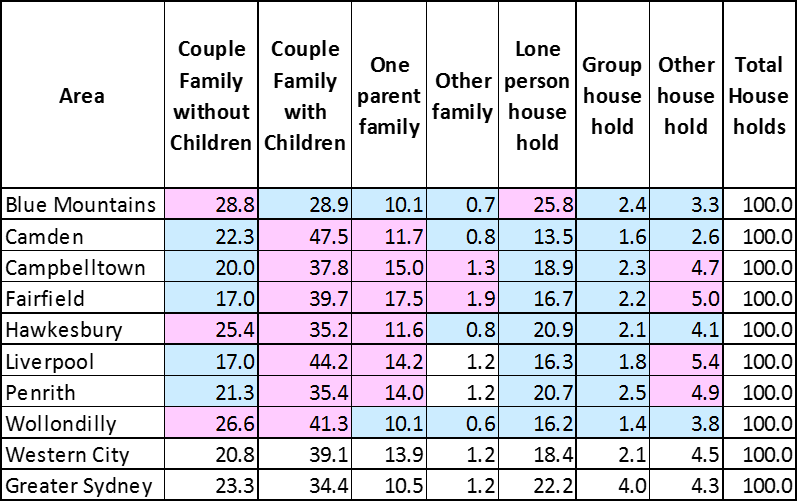 Area Couple Family without Children Couple Family with Children One parent family Other family Lone person house hold Group house hold Other house hold Total House holds
Blue Mountains 28.8 28.9 10.1 0.7 25.8 2.4 3.3 100.0
Camden 22.3 47.5 11.7 0.8 13.5 1.6 2.6 100.0
Campbelltown 20.0 37.8 15.0 1.3 18.9 2.3 4.7 100.0
Fairfield 17.0 39.7 17.5 1.9 16.7 2.2 5.0 100.0
Hawkesbury 25.4 35.2 11.6 0.8 20.9 2.1 4.1 100.0
Liverpool 17.0 44.2 14.2 1.2 16.3 1.8 5.4 100.0
Penrith 21.3 35.4 14.0 1.2 20.7 2.5 4.9 100.0
Wollondilly 26.6 41.3 10.1 0.6 16.2 1.4 3.8 100.0
Western City 20.8 39.1 13.9 1.2 18.4 2.1 4.5 100.0
Greater Sydney 23.3 34.4 10.5 1.2 22.2 4.0 4.3 100.0